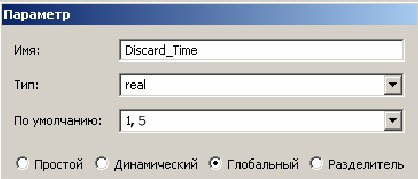 Параметр
Имя: Discard_Time
Тип: real
По умолчанию: 1, 5
Простой Динамический Глобальный Разделитель